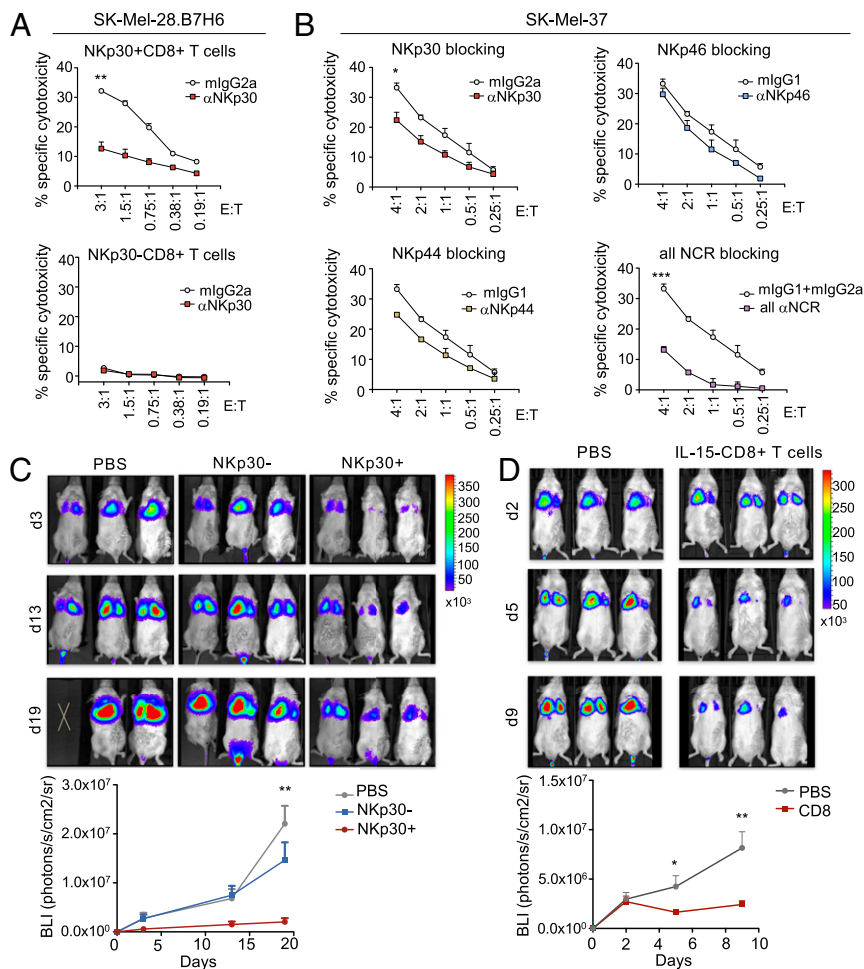 A
SK-Mel-28.B7H6
NKp30+CD8+ T cells
% specific cytotoxicity
40
30
20
10
0
**
mIgG2a
αNKp30
3:1
1.5:1
0.75:1
0.38:1
0.19:1
E:T
NKp30-CD8+ T cells
% specific cytotoxicity
40
30
20
10
0
mIgG2a
αNKp30
3:1
1.5:1
0.75:1
0.38:1
0.19:1
E:T
B
SK-Mel-37
NKp30 blocking
% specific cytotoxicity
40
30
20
10
0
*
mIgG2a
αNKp30
4:1
2:1
1:1
0.5:1
0.25:1
E:T
NKp46 blocking
% specific cytotoxicity
40
30
20
10
0
mIgG1
αNKp46
4:1
2:1
1:1
0.5:1
0.25:1
E:T
NKp44 blocking
% specific cytotoxicity
40
30
20
10
0
mIgG1
αNKp44
4:1
2:1
1:1
0.5:1
0.25:1
E:T
all NCR blocking
% specific cytotoxicity
40
30
20
10
0
***
mIgG1+mIgG2a
all αNCR
4:1
2:1
1:1
0.5:1
0.25:1
E:T
C
PBS
NKp30-
NKp30+
d3
d13
d19
350
300
250
200
150
100
50
x10³
BLI (photons/s/cm2/sr)
3.0x10⁷
2.0x10⁷
1.0x10⁷
0.0x10⁰
**
PBS
NKp30-
NKp30+
0
5
10
15
20
Days
D
PBS
IL-15-CD8+ T cells
d2
d5
d9
300
250
200
150
100
50
x10³
BLI (photons/s/cm2/sr)
1.5x10⁷
1.0x10⁷
5.0x10⁶
0.0x10⁰
*
**
PBS
CD8
0
2
4
6
8
10
Days